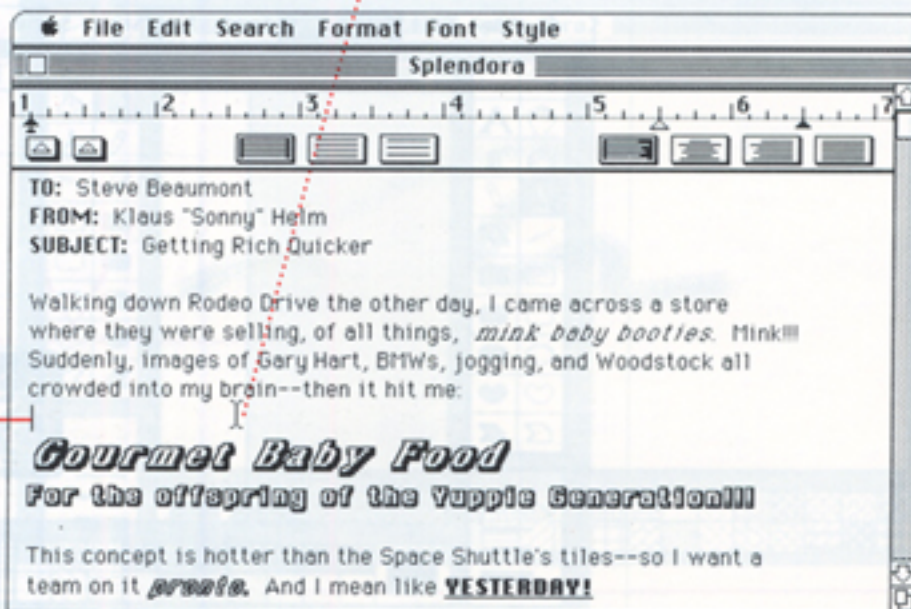 File Edit Search Format Font Style
Splendora
1 2 3 4 5 6 7
TO: Steve Beaumont
FROM: Klaus "Sonny" Helm
SUBJECT: Getting Rich Quicker
Walking down Rodeo Drive the other day, I came across a store
where they were selling, of all things, mink baby booties. Mink!!!!
Suddenly, images of Gary Hart, BMWs, jogging, and Woodstock all
crowded into my brain--then it hit me:
Gourmet Baby Food
For the offspring of the Yuppie Generation!!!
This concept is hotter than the Space Shuttle's tiles--so I want a
team on it pronto. And I mean like YESTERDAY!